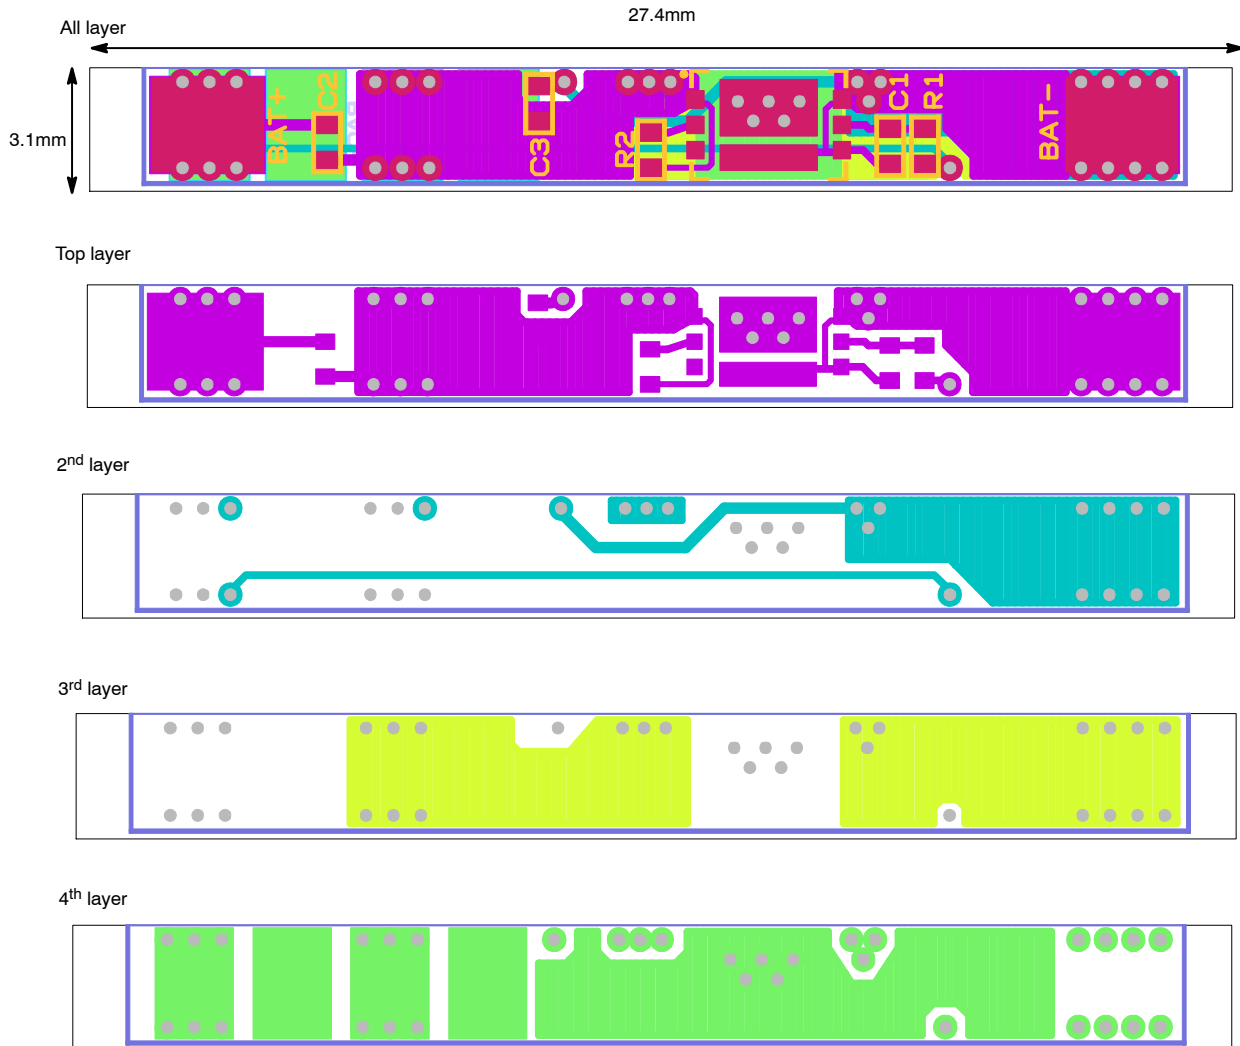 27.4mm
All layer
3.1mm
BAT+
C2
C3
R2
C1
R1
BAT-
Top layer
2nd layer
3rd layer
4th layer